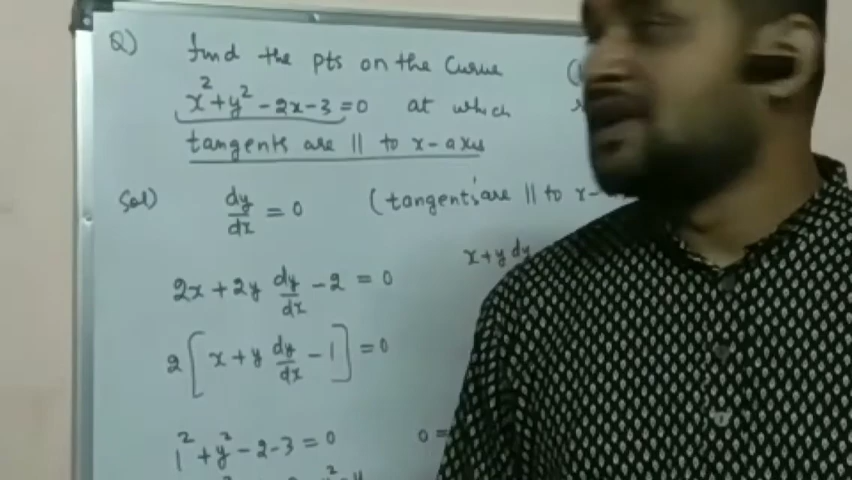 Q) find the pts on the curve
x²+y²-2x-3=0 at which
tangents are || to x-axis
Sol) dy/dx = 0 (tangents are || to x-
x+y dy
2x+2y dy/dx -2 = 0
2[x+y dy/dx -1] = 0
1²+y²-2-3=0 0=